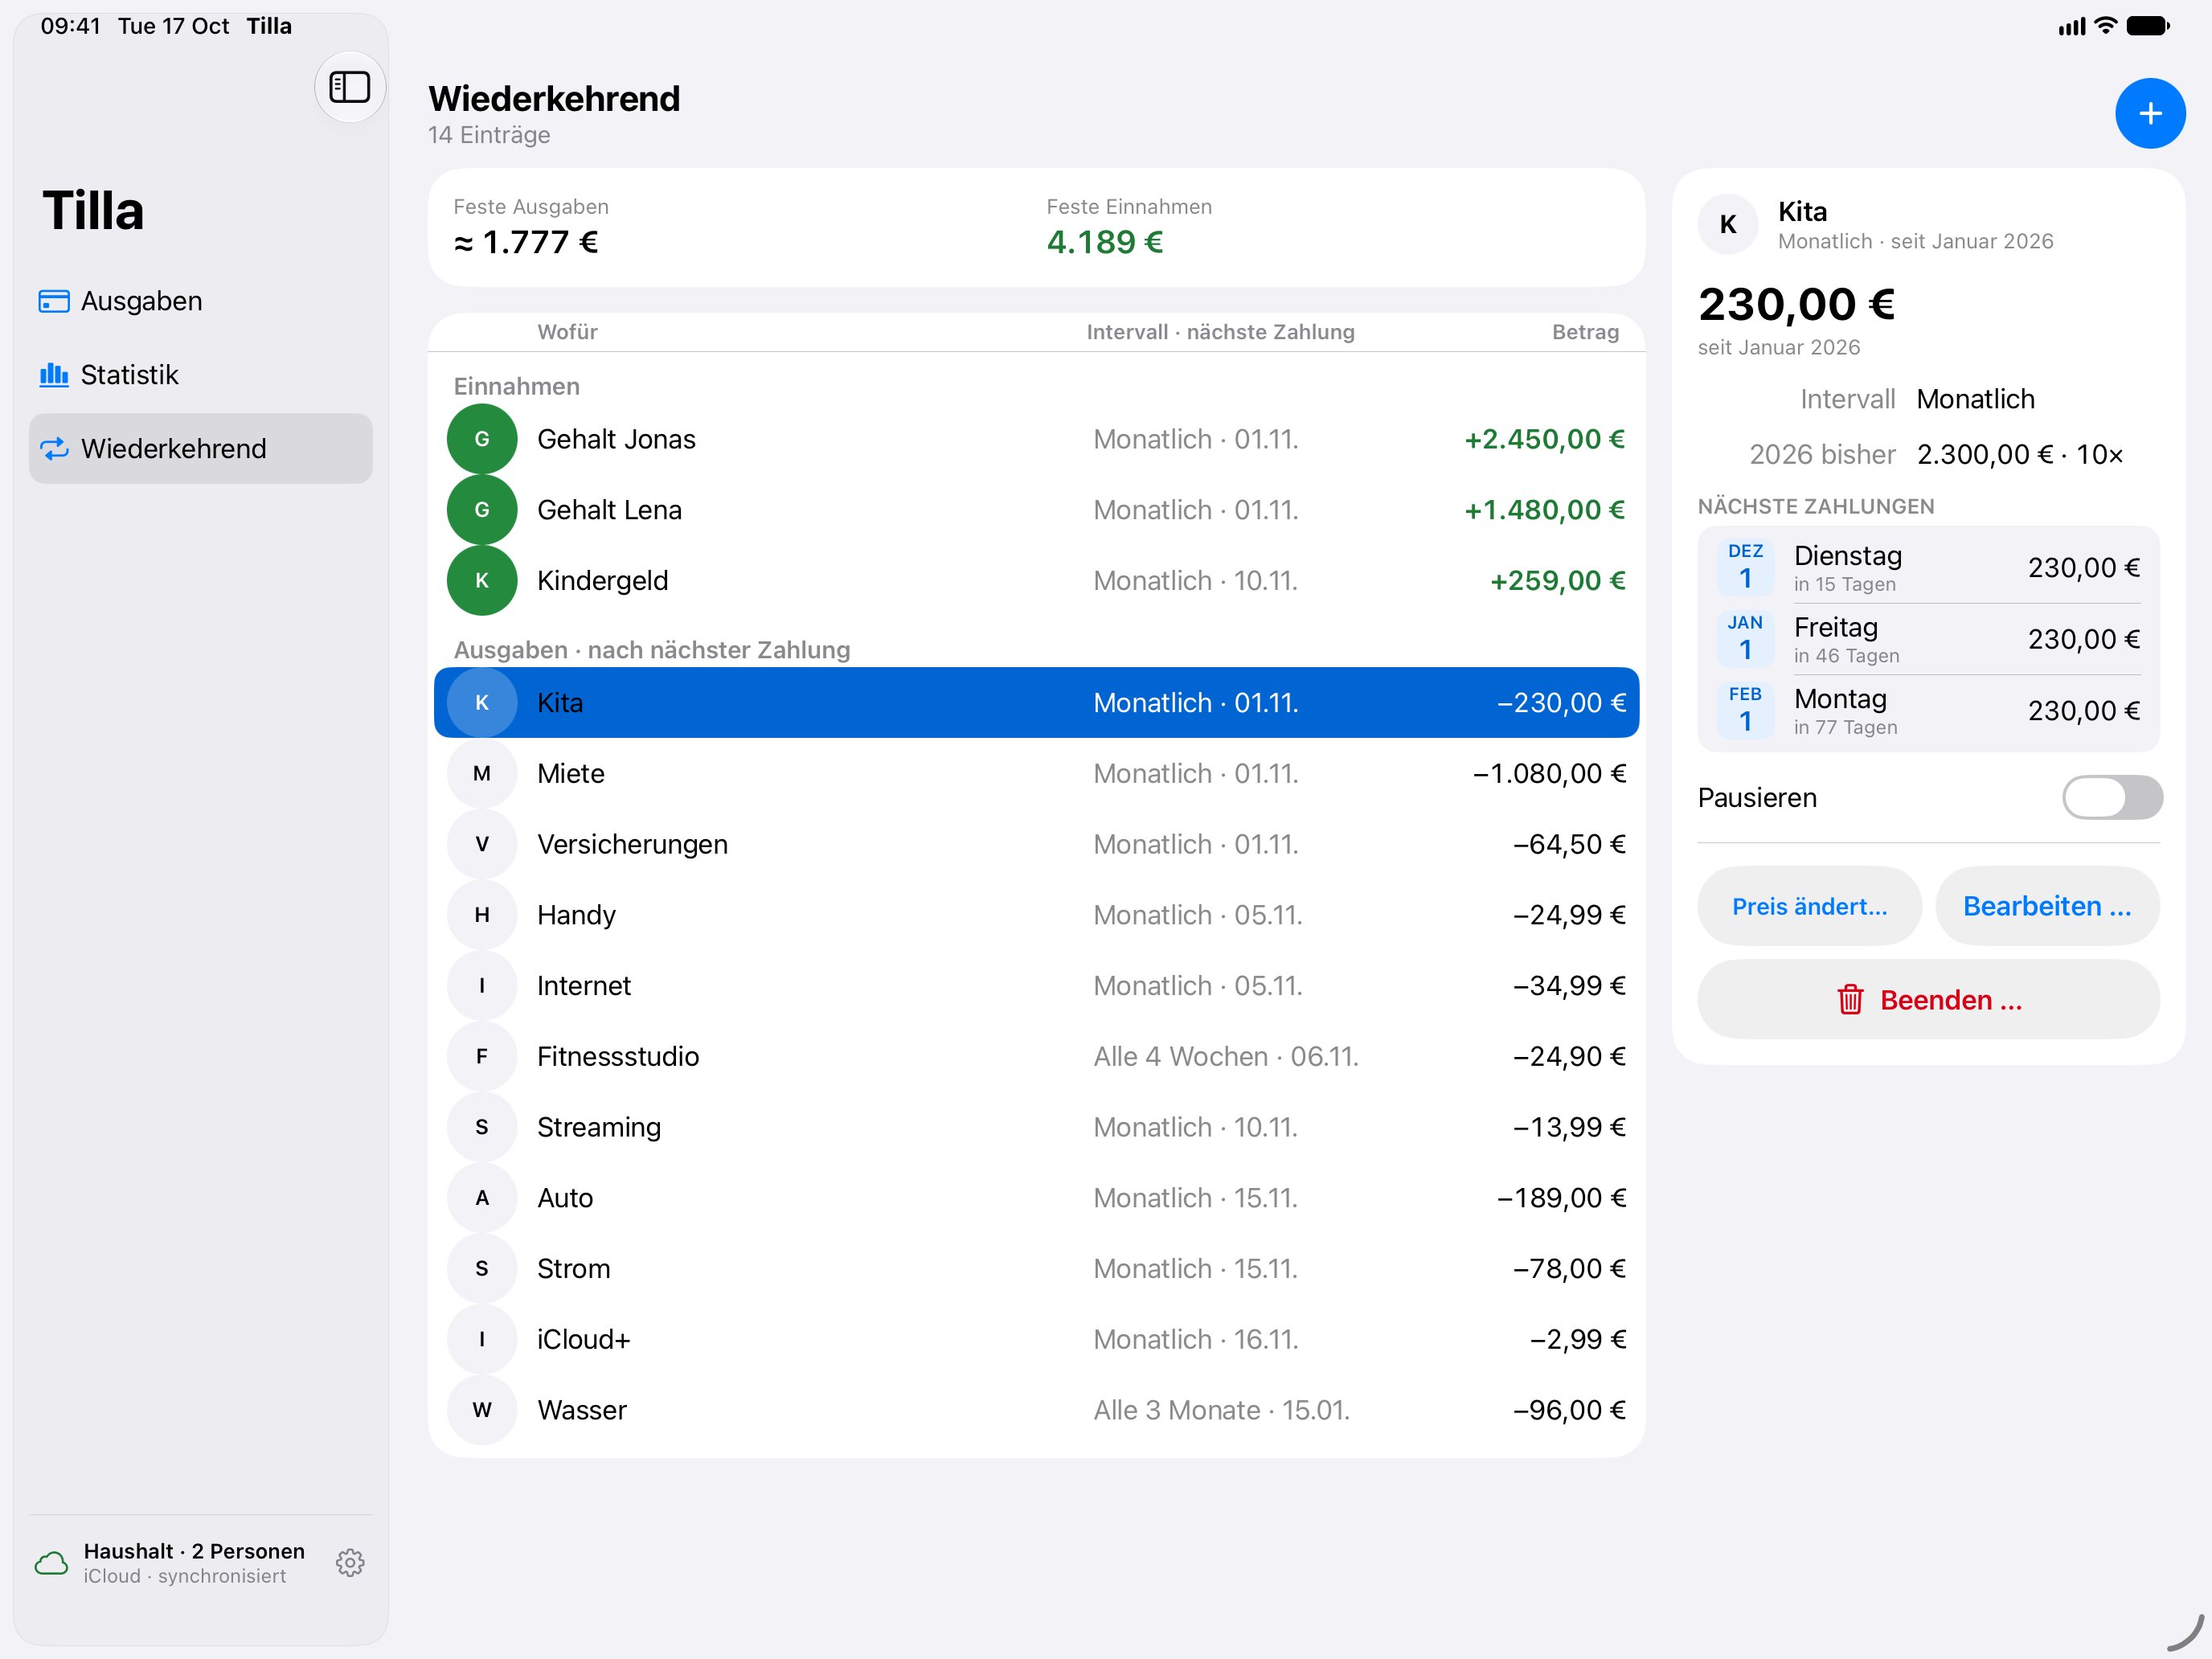 09:41 Tue 17 Oct Tilla
Tilla
Ausgaben
Statistik
Wiederkehrend
Haushalt · 2 Personen
iCloud · synchronisiert
Wiederkehrend
14 Einträge
+
Feste Ausgaben
≈ 1.777 €
Feste Einnahmen
4.189 €
Wofür Intervall · nächste Zahlung Betrag
Einnahmen
G Gehalt Jonas Monatlich · 01.11. +2.450,00 €
G Gehalt Lena Monatlich · 01.11. +1.480,00 €
K Kindergeld Monatlich · 10.11. +259,00 €
Ausgaben · nach nächster Zahlung
K Kita Monatlich · 01.11. –230,00 €
M Miete Monatlich · 01.11. –1.080,00 €
V Versicherungen Monatlich · 01.11. –64,50 €
H Handy Monatlich · 05.11. –24,99 €
I Internet Monatlich · 05.11. –34,99 €
F Fitnessstudio Alle 4 Wochen · 06.11. –24,90 €
S Streaming Monatlich · 10.11. –13,99 €
A Auto Monatlich · 15.11. –189,00 €
S Strom Monatlich · 15.11. –78,00 €
I iCloud+ Monatlich · 16.11. –2,99 €
W Wasser Alle 3 Monate · 15.01. –96,00 €
K Kita
Monatlich · seit Januar 2026
230,00 €
seit Januar 2026
Intervall Monatlich
2026 bisher 2.300,00 € · 10×
NÄCHSTE ZAHLUNGEN
DEZ 1 Dienstag 230,00 €
in 15 Tagen
JAN 1 Freitag 230,00 €
in 46 Tagen
FEB 1 Montag 230,00 €
in 77 Tagen
Pausieren
Preis ändert... Bearbeiten ...
Beenden ...